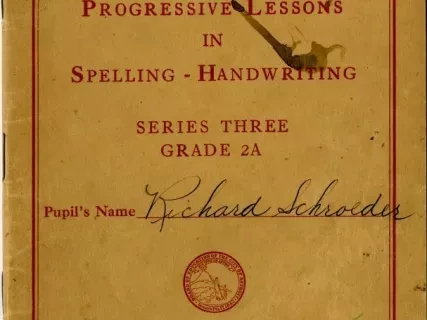 PROGRESSIVE LESSONS
IN
SPELLING - HANDWRITING
SERIES THREE
GRADE 2A
Pupil's Name Richard Schroeder